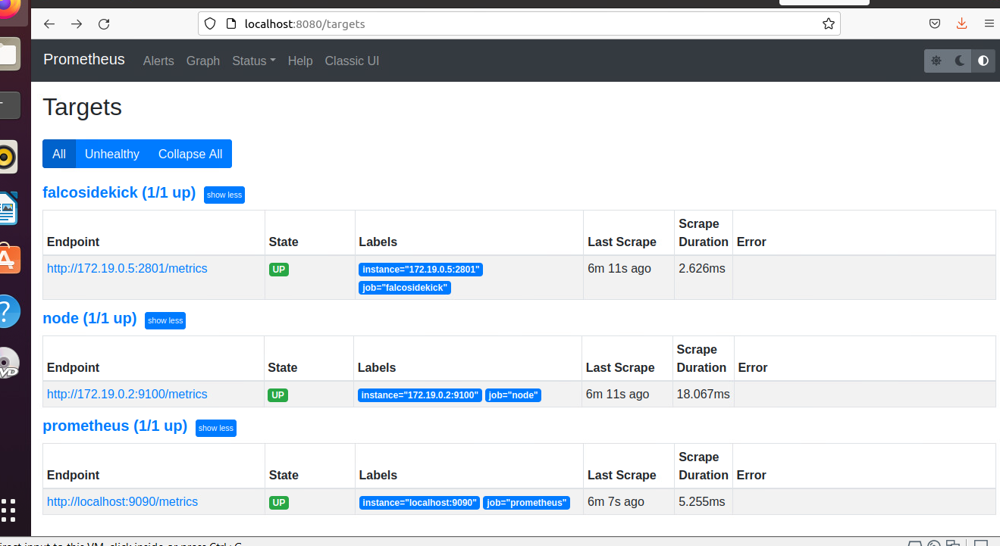 localhost:8080/targets
Prometheus Alerts Graph Status Help Classic UI
Targets
All Unhealthy Collapse All
falcosidekick (1/1 up) show less
Endpoint State Labels Last Scrape Scrape Duration Error
http://172.19.0.5:2801/metrics UP instance="172.19.0.5:2801" 6m 11s ago 2.626ms
job="falcosidekick"
node (1/1 up) show less
Endpoint State Labels Last Scrape Scrape Duration Error
http://172.19.0.2:9100/metrics UP instance="172.19.0.2:9100" job="node" 6m 11s ago 18.067ms
prometheus (1/1 up) show less
Endpoint State Labels Last Scrape Scrape Duration Error
http://localhost:9090/metrics UP instance="localhost:9090" job="prometheus" 6m 7s ago 5.255ms
input to this VM, click inside or press Ctrl+G